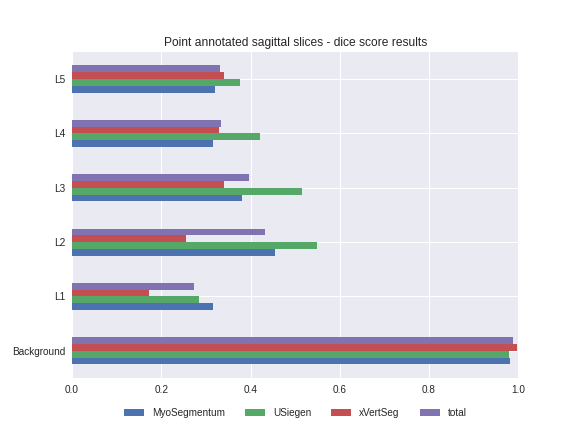 Point annotated sagittal slices - dice score results
L5
L4
L3
L2
L1
Background
0.0 0.2 0.4 0.6 0.8 1.0
MyoSegmentum USiegen xVertSeg total